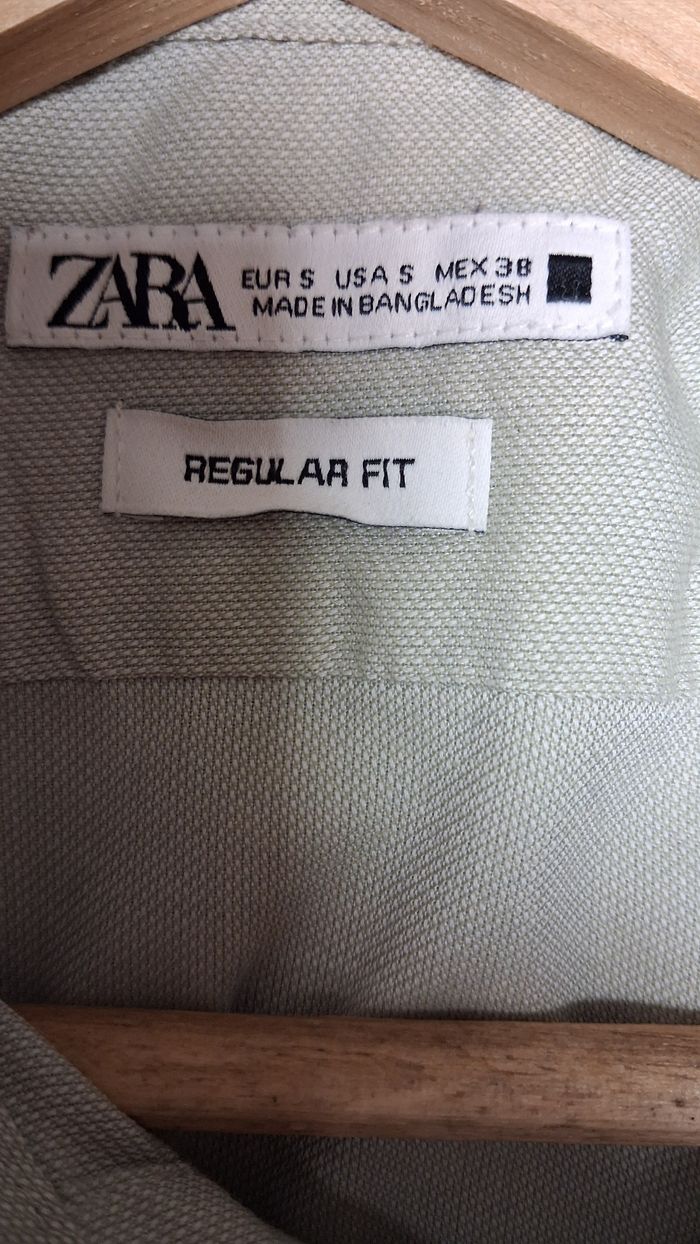 ZARA EUR S USA S MEX 38
MADE IN BANGLADESH
REGULAR FIT